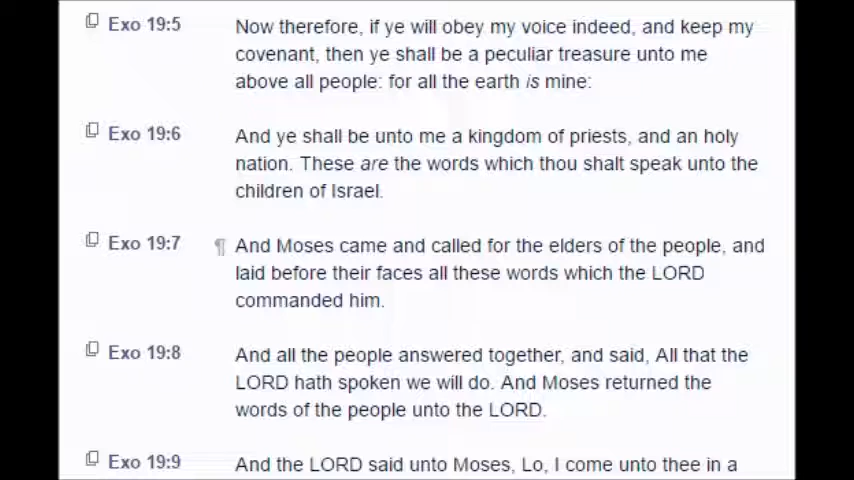 Exo 19:5 Now therefore, if ye will obey my voice indeed, and keep my
covenant, then ye shall be a peculiar treasure unto me
above all people: for all the earth is mine:
Exo 19:6 And ye shall be unto me a kingdom of priests, and an holy
nation. These are the words which thou shalt speak unto the
children of Israel.
Exo 19:7 ¶ And Moses came and called for the elders of the people, and
laid before their faces all these words which the LORD
commanded him.
Exo 19:8 And all the people answered together, and said, All that the
LORD hath spoken we will do. And Moses returned the
words of the people unto the LORD.
Exo 19:9 And the LORD said unto Moses, Lo, I come unto thee in a